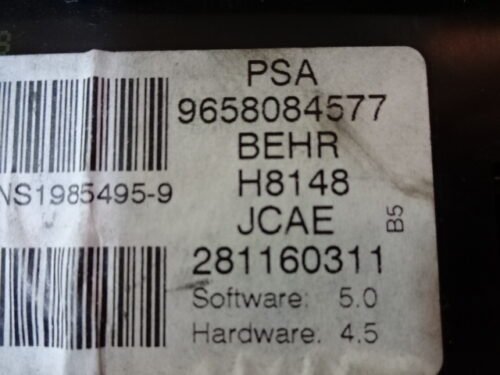 PSA
9658084577
BEHR
NS1985495-9
H8148
JCAE
B5
281160311
Software: 5.0
Hardware: 4.5